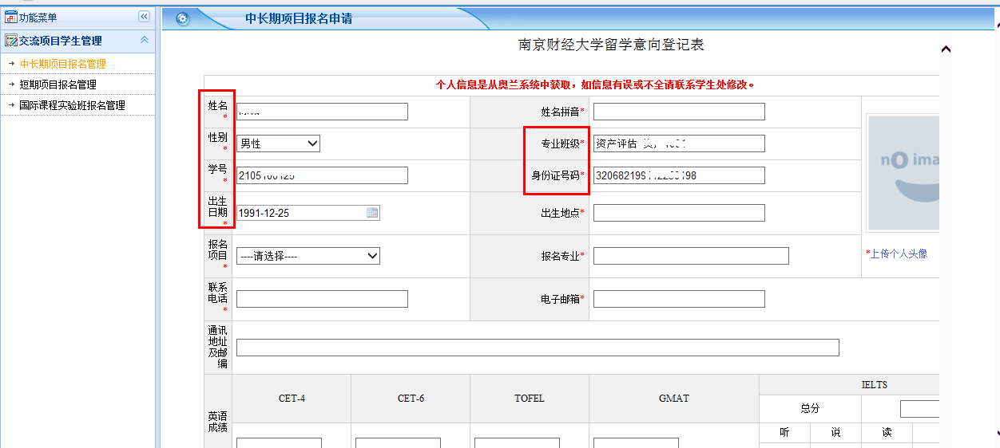 功能菜单
交流项目学生管理
中长期项目报名管理
短期项目报名管理
国际课程实验班报名管理
中长期项目报名申请
南京财经大学留学意向登记表
个人信息是从奥兰系统中获取，如信息有误或不全请联系学生处修改。
姓名*
姓名拼音*
性别* 男性
专业班级* 资产评估
学号*
身份证号码*
出生日期* 1991-12-25
出生地点*
no ima
报名项目* ----请选择----
报名专业*
*上传个人头像
联系电话*
电子邮箱*
通讯地址及邮编
英语成绩
CET-4 CET-6 TOFEL GMAT IELTS
总分
听 说 读